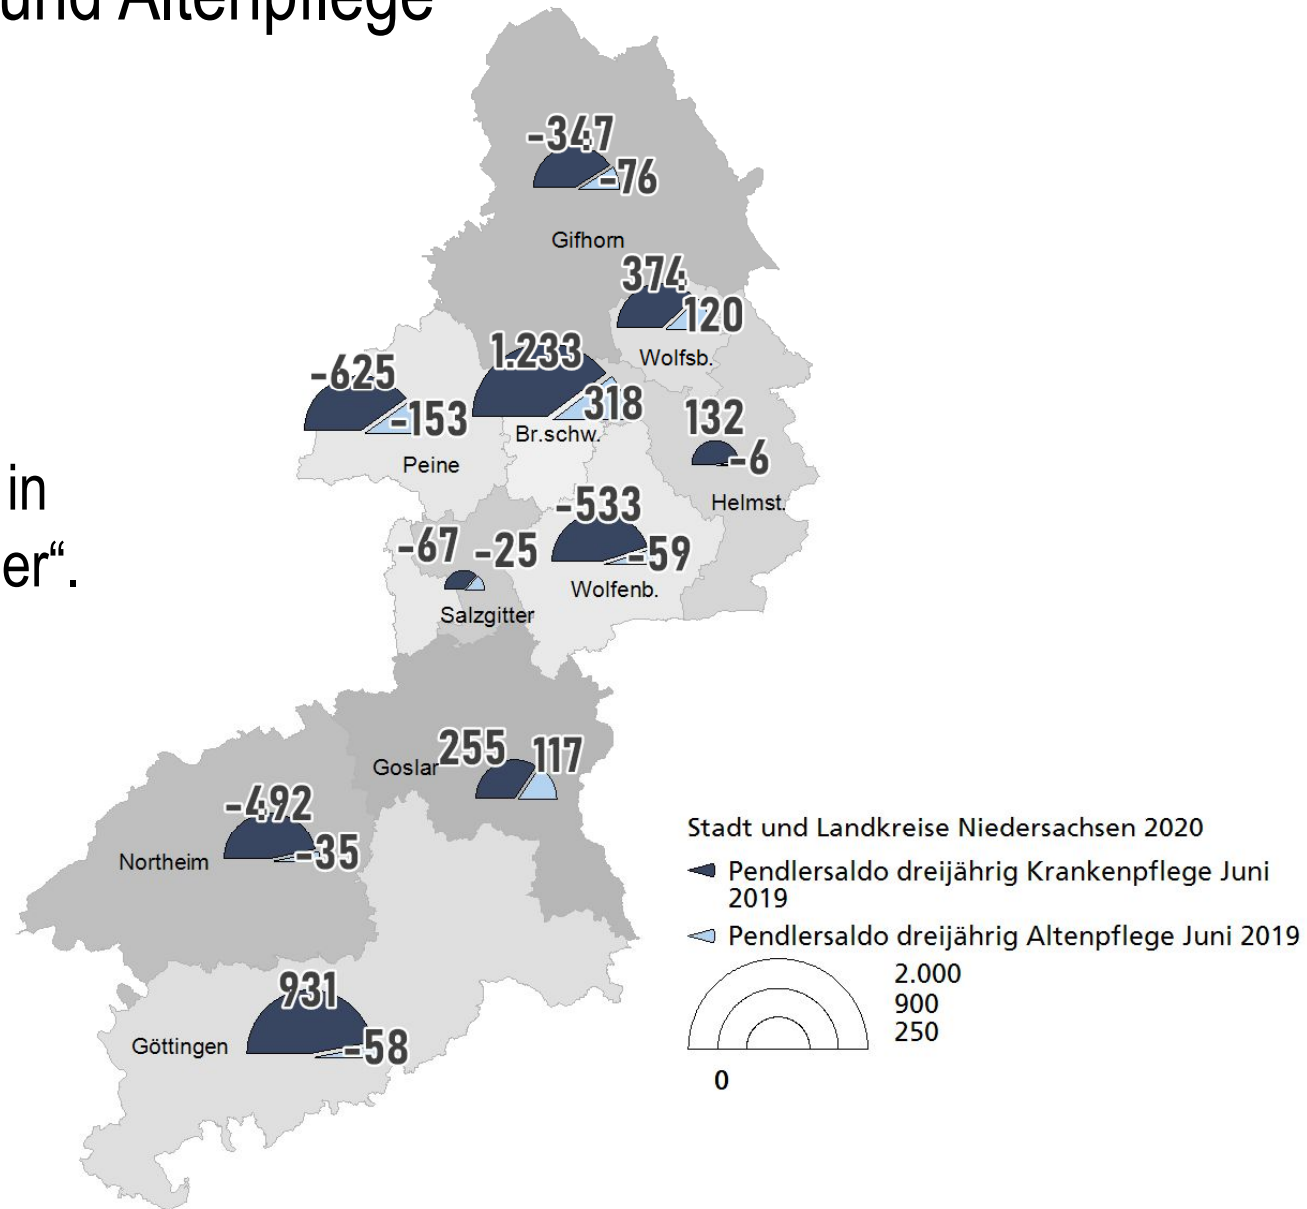 und Altenpflege
-347
-76
Gifhorn
374
120
Wolfsb.
1.233
318
Br.schw.
-625
-153
Peine
132
-6
Helmst.
-533
-59
Wolfenb.
-67
-25
Salzgitter
in
er“.
255
117
Goslar
-492
-35
Northeim
931
-58
Göttingen
Stadt und Landkreise Niedersachsen 2020
Pendlersaldo dreijährig Krankenpflege Juni
2019
Pendlersaldo dreijährig Altenpflege Juni 2019
2.000
900
250
0